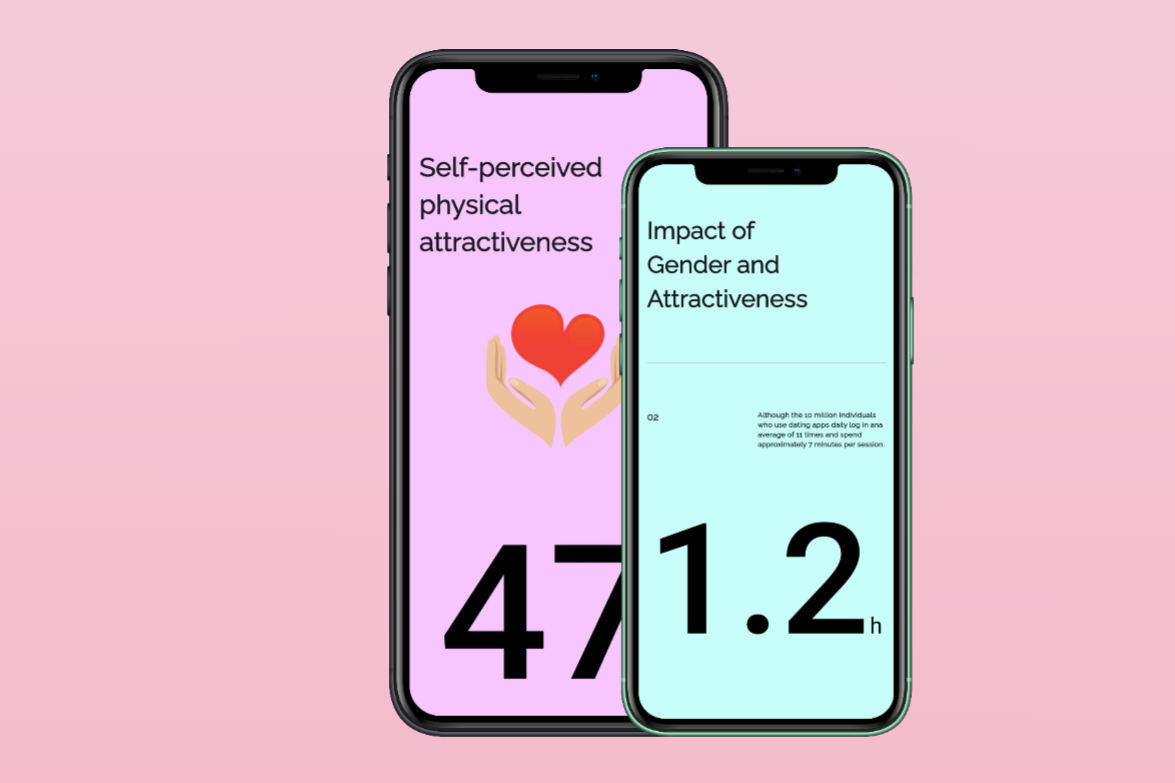 Self-perceived
physical
attractiveness
47
Impact of
Gender and
Attractiveness
02
Although the 10 million individuals
who use dating apps daily log in ana
average of 11 times and spend
approximately 7 minutes per session.
1.2 h